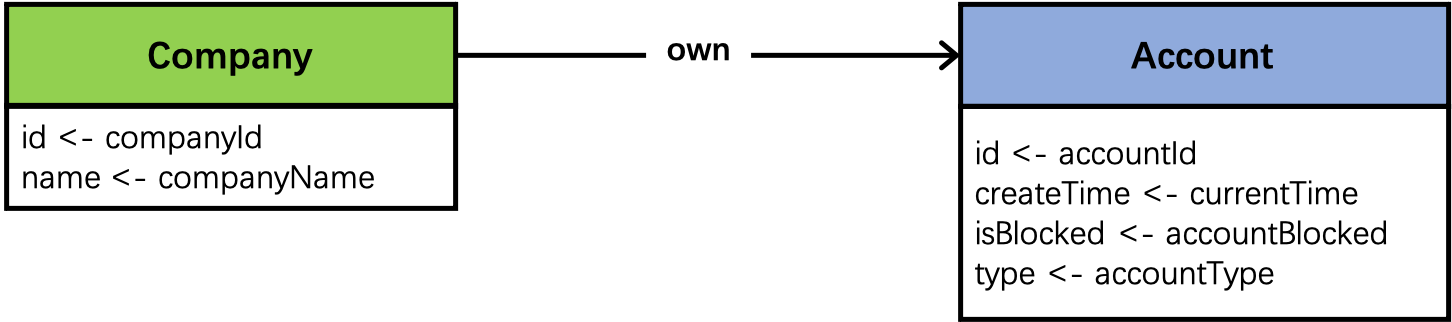 Company
id <- companyId
name <- companyName
own
Account
id <- accountId
createTime <- currentTime
isBlocked <- accountBlocked
type <- accountType